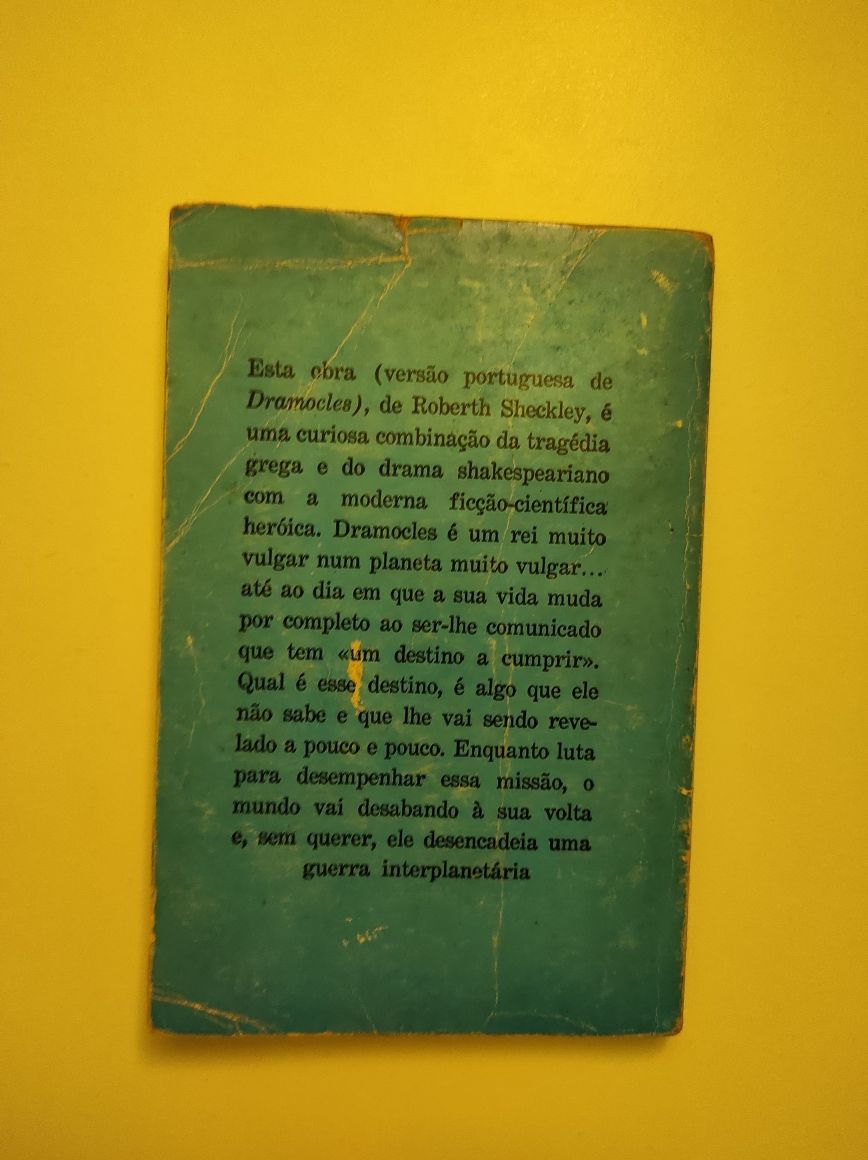 Esta obra (versão portuguesa de
Dramocles), de Roberth Sheckley, é
uma curiosa combinação da tragédia
grega e do drama shakespeariano
com a moderna ficção-científica
heróica. Dramocles é um rei muito
vulgar num planeta muito vulgar...
até ao dia em que a sua vida muda
por completo ao ser-lhe comunicado
que tem «um destino a cumprir».
Qual é esse destino, é algo que ele
não sabe e que lhe vai sendo reve-
lado a pouco e pouco. Enquanto luta
para desempenhar essa missão, o
mundo vai desabando à sua volta
e, sem querer, ele desencadeia uma
guerra interplanetária